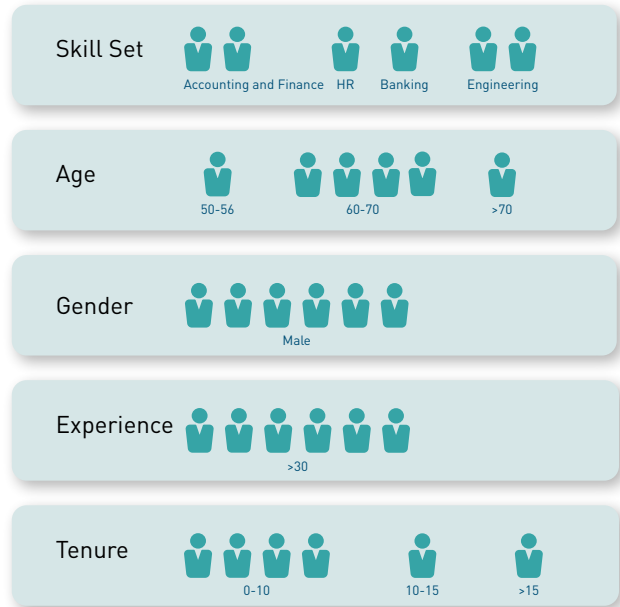 Skill Set
Accounting and Finance HR Banking Engineering
Age
50-56 60-70 >70
Gender
Male
Experience
>30
Tenure
0-10 10-15 >15